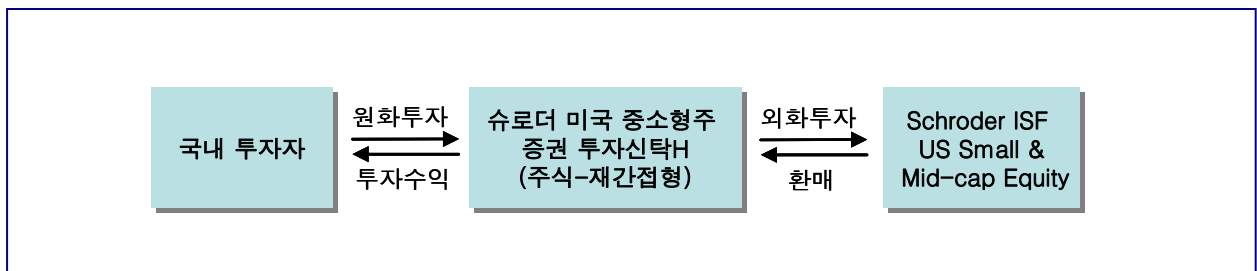 국내 투자자
원화투자
투자수익
슈로더 미국 중소형주
증권 투자신탁H
(주식-재간접형)
외화투자
환매
Schroder ISF
US Small &
Mid-cap Equity